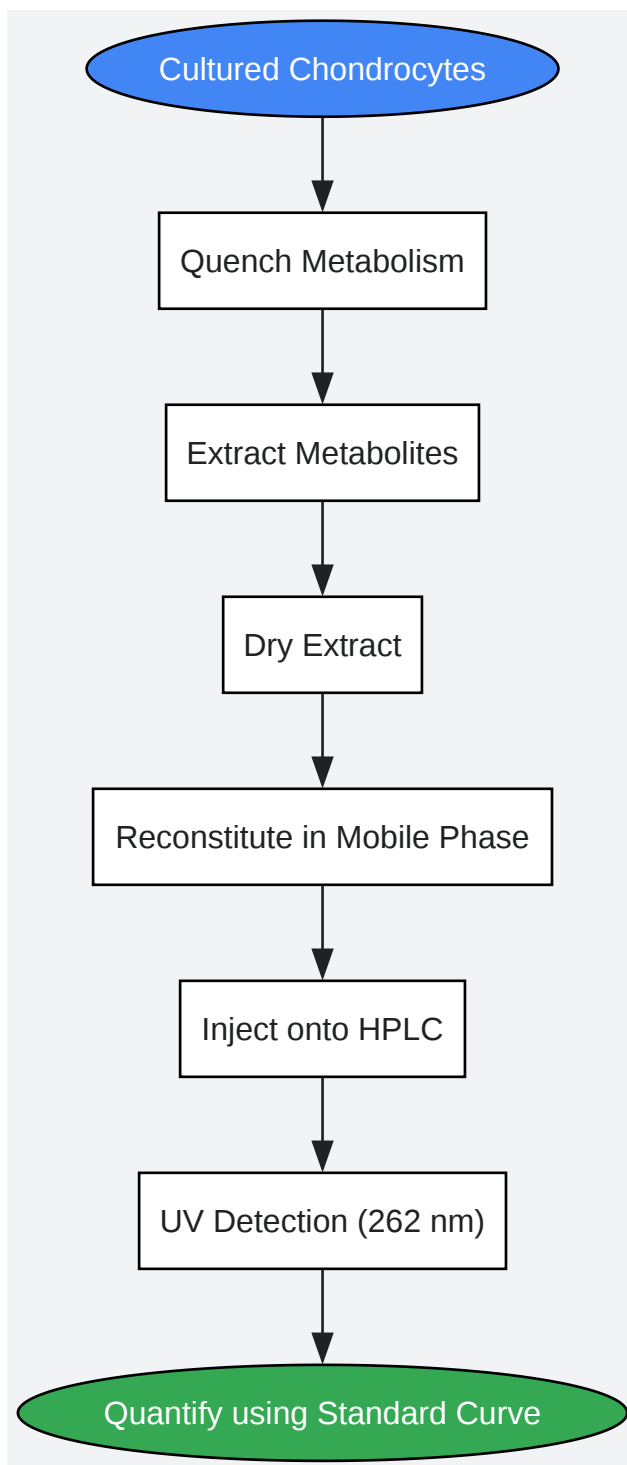 Cultured Chondrocytes
Quench Metabolism
Extract Metabolites
Dry Extract
Reconstitute in Mobile Phase
Inject onto HPLC
UV Detection (262 nm)
Quantify using Standard Curve